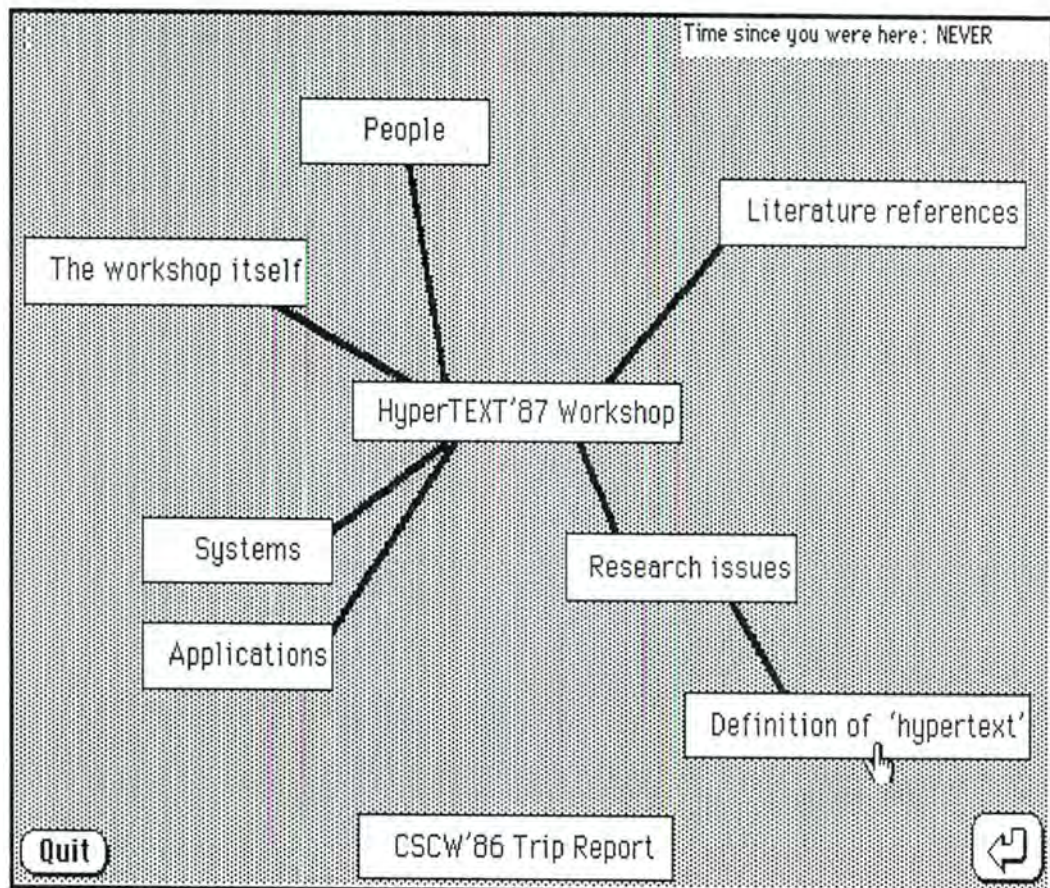 Time since you were here: NEVER
People
Literature references
The workshop itself
HyperTEXT'87 Workshop
Systems
Research issues
Applications
Definition of 'hypertext'
Quit
CSCW'86 Trip Report